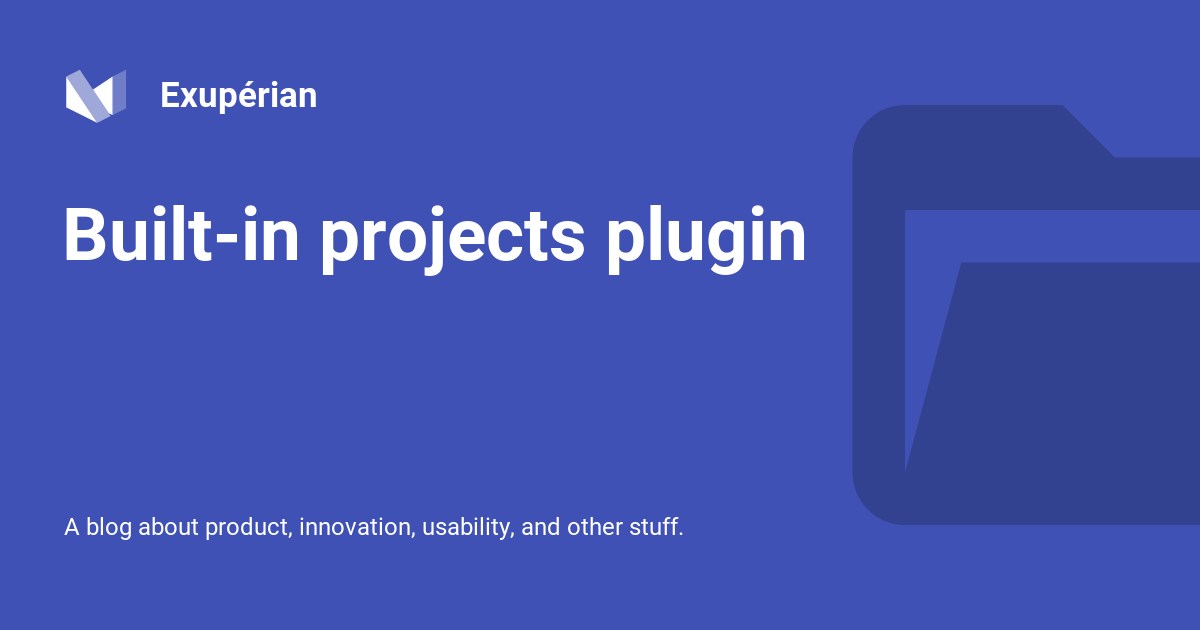 Exupérian
Built-in projects plugin
A blog about product, innovation, usability, and other stuff.